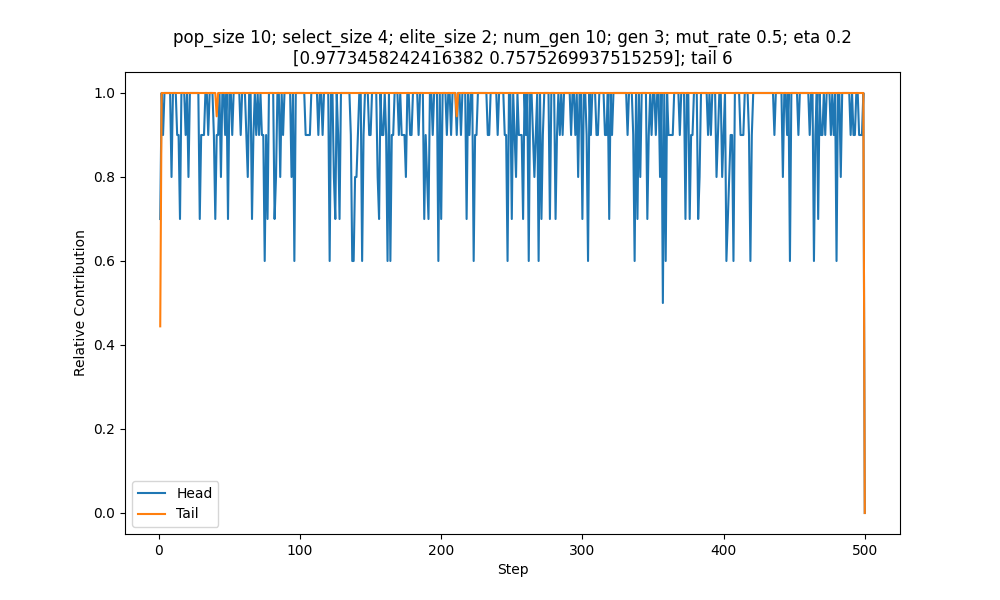 pop_size 10; select_size 4; elite_size 2; num_gen 10; gen 3; mut_rate 0.5; eta 0.2
[0.9773458242416382 0.7575269937515259]; tail 6
1.0
0.8
0.6
0.4
0.2
0.0
Relative Contribution
Head
Tail
0 100 200 300 400 500
Step